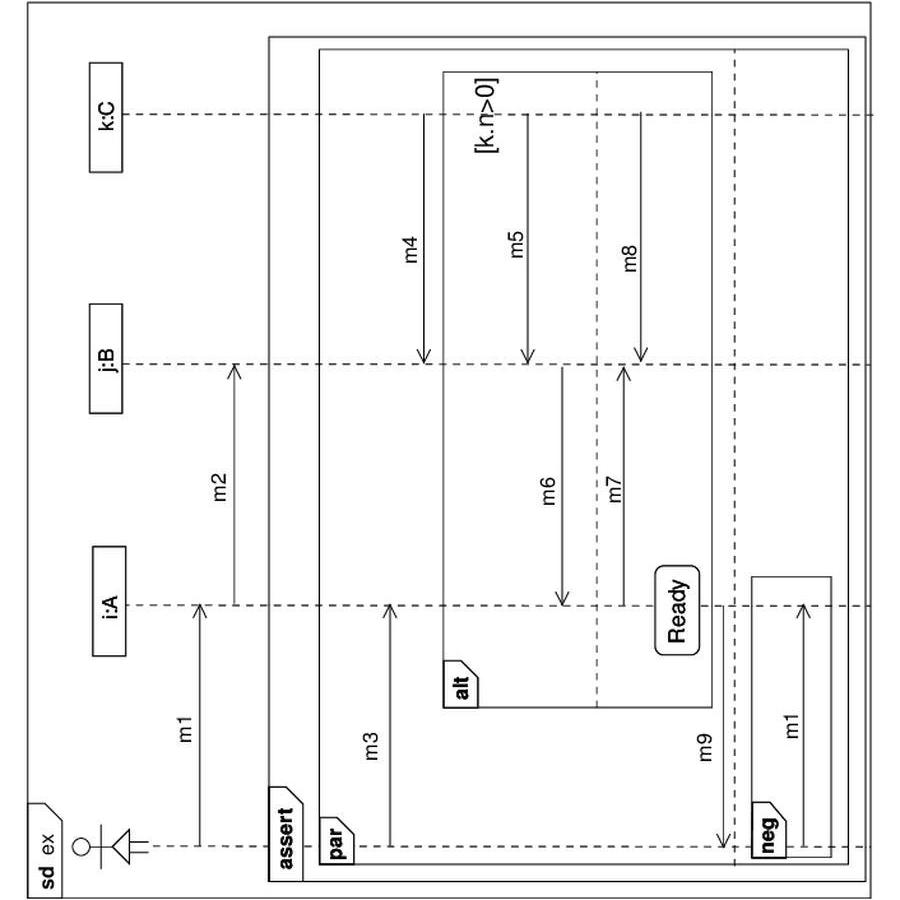 sd ex
i:A
j:B
k:C
m1
m2
assert
par
m3
m4
alt
[k.n>0]
m5
m6
m7
m8
Ready
m9
neg
m1